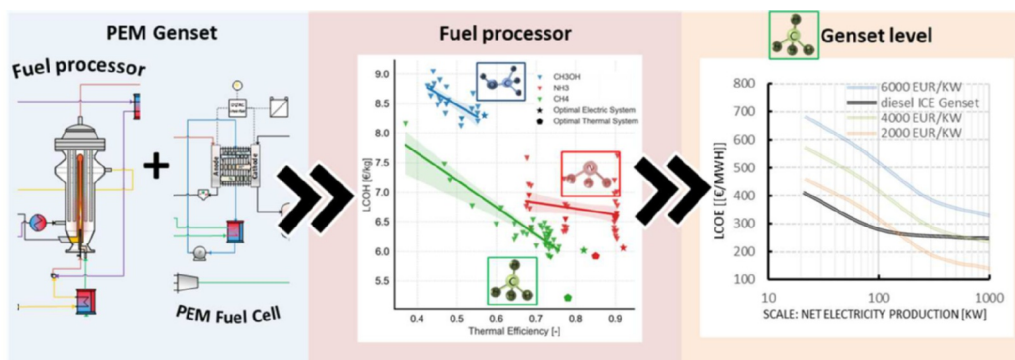 PEM Genset
Fuel processor
Genset level
Fuel processor
Anode
Cathode
PEM Fuel Cell
LCOH [€/kg]
9.0
8.5
8.0
7.5
7.0
6.5
6.0
5.5
CH3OH
NH3
CH4
Optimal Electric System
Optimal Thermal System
0.4
0.5
0.6
0.7
0.8
0.9
Thermal Efficiency [-]
LCOE [[€/MWH]
800
700
600
500
400
300
200
100
6000 EUR/KW
diesel ICE Genset
4000 EUR/KW
2000 EUR/KW
10
100
1000
SCALE: NET ELECTRICITY PRODUCTION [KW]